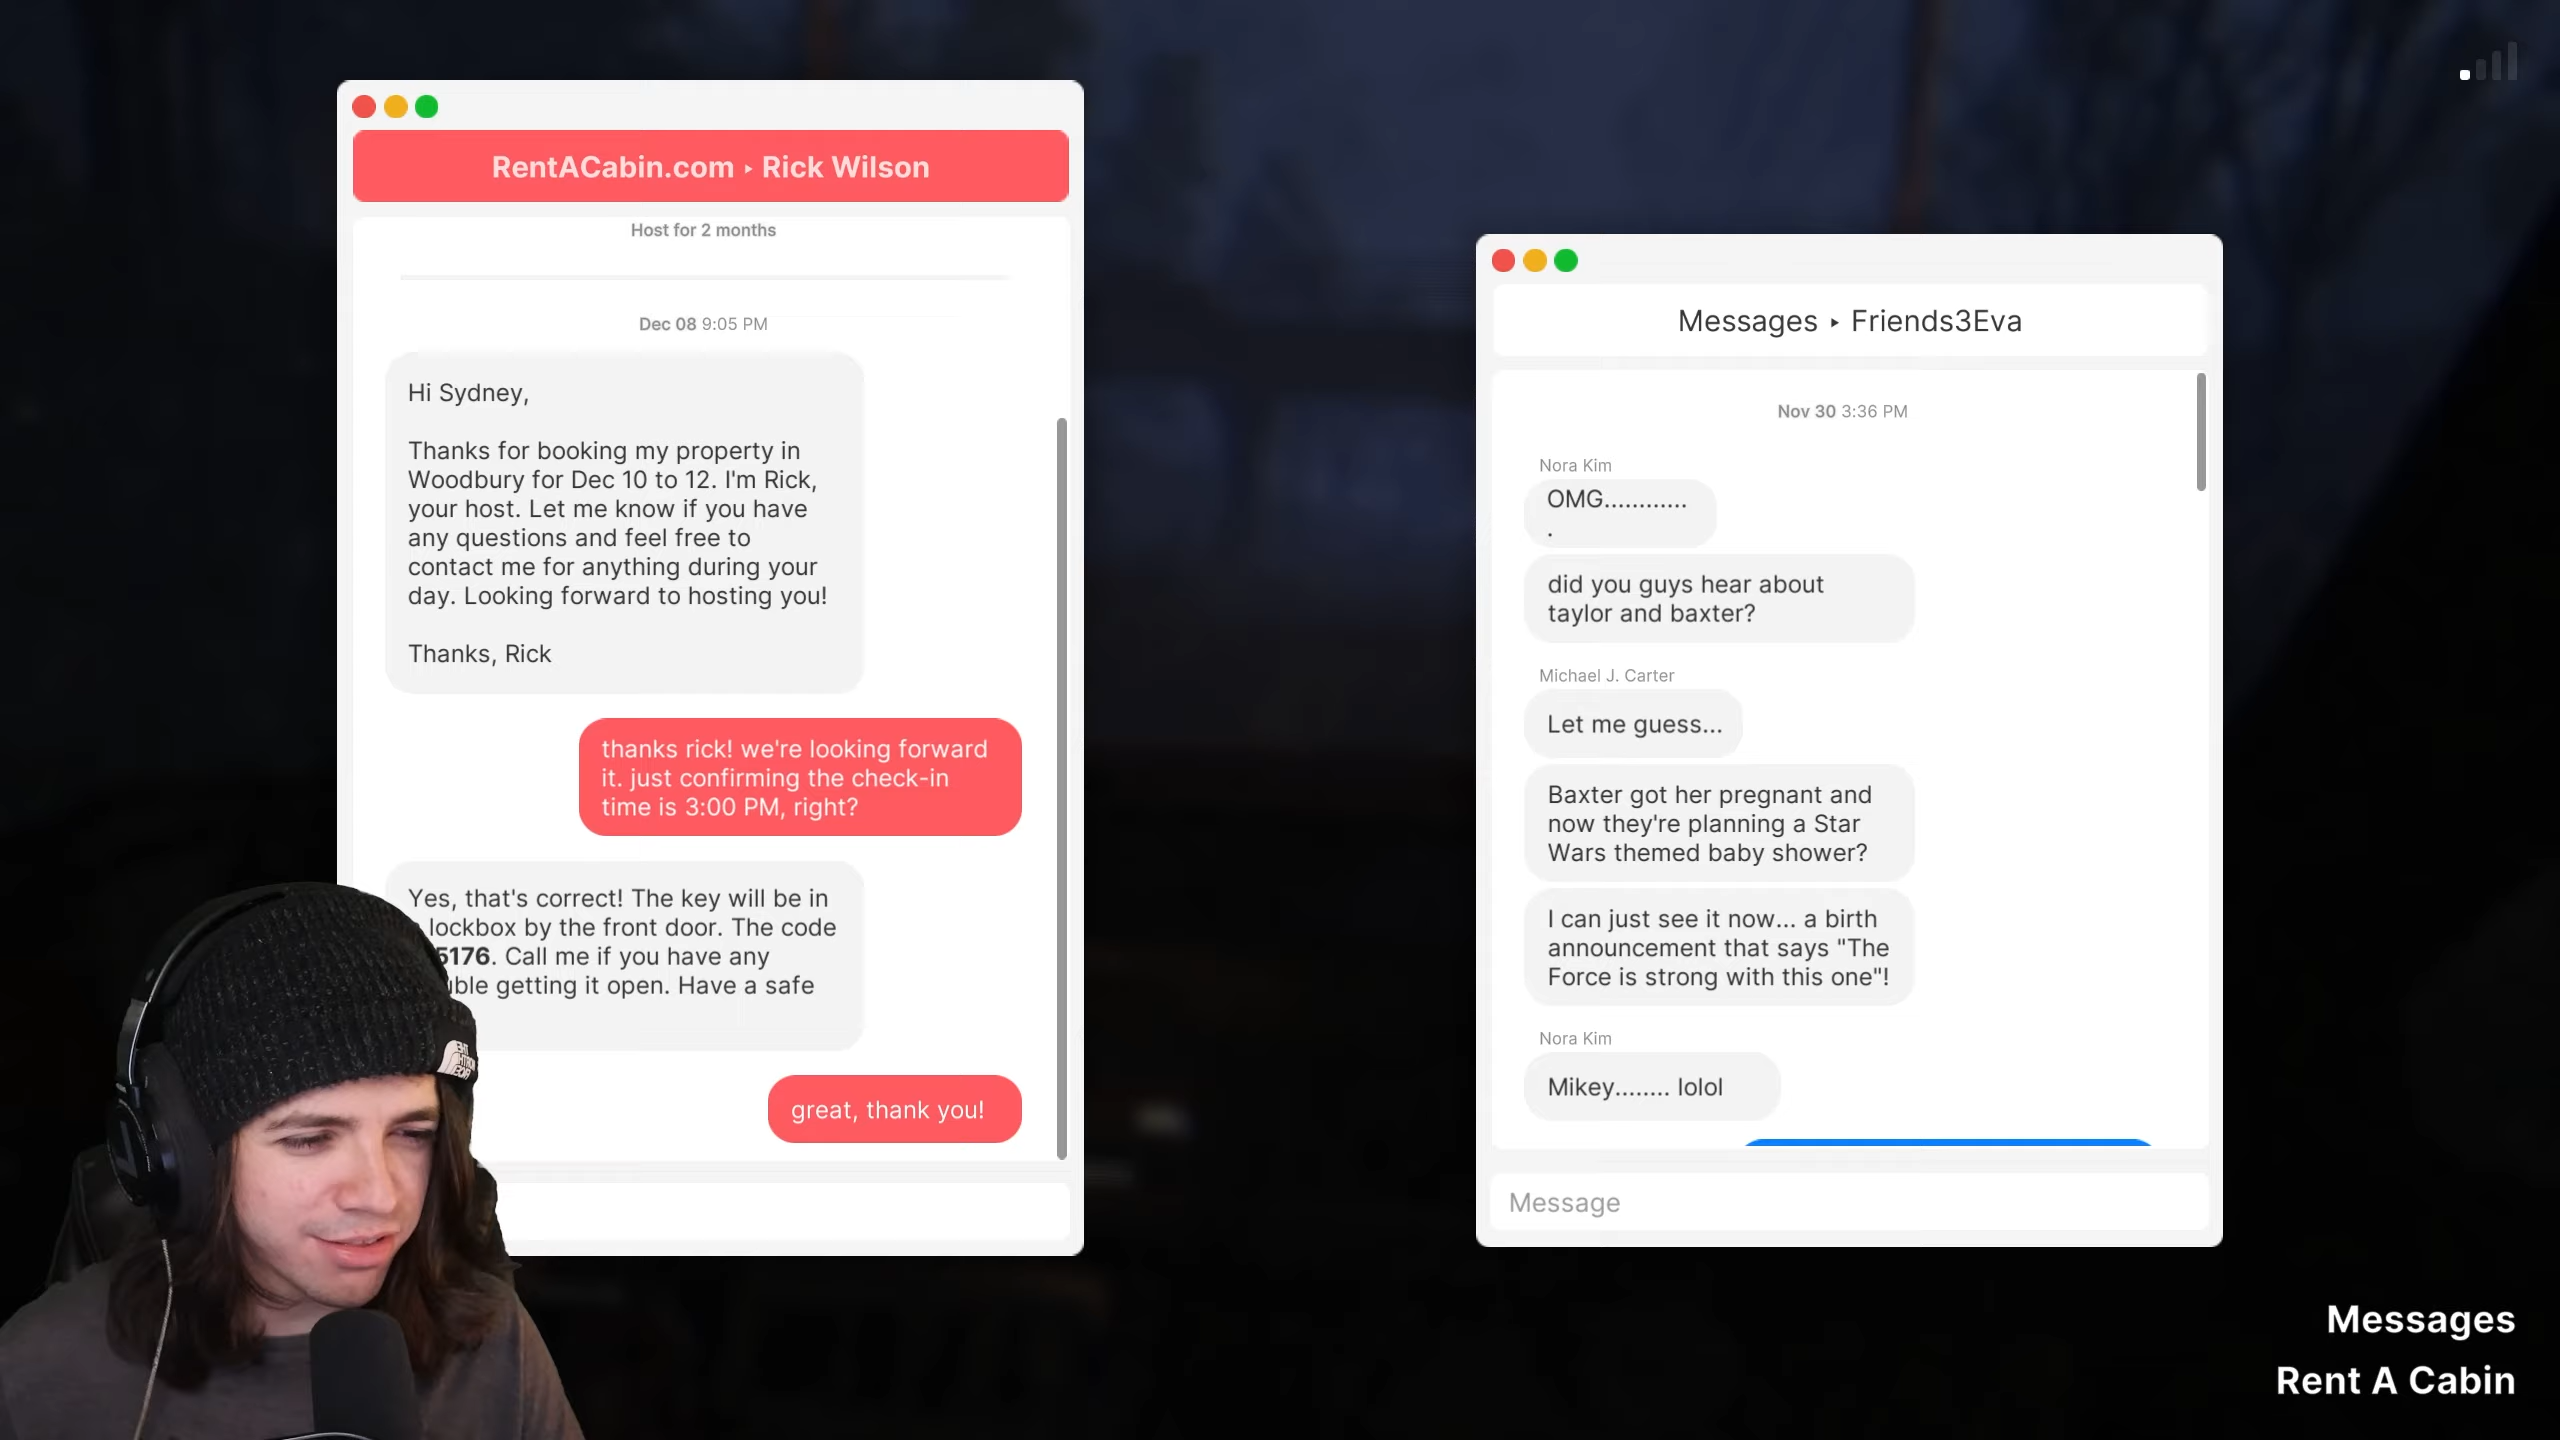 RentACabin.com ‣ Rick Wilson
Host for 2 months
Dec 08 9:05 PM
Hi Sydney,
Thanks for booking my property in
Woodbury for Dec 10 to 12. I'm Rick,
your host. Let me know if you have
any questions and feel free to
contact me for anything during your
day. Looking forward to hosting you!
Thanks, Rick
thanks rick! we're looking forward
it. just confirming the check-in
time is 3:00 PM, right?
Yes, that's correct! The key will be in
lockbox by the front door. The code
5176. Call me if you have any
getting it open. Have a safe
great, thank you!
Messages ‣ Friends3Eva
Nov 30 3:36 PM
Nora Kim
OMG............
.
did you guys hear about
taylor and baxter?
Michael J. Carter
Let me guess...
Baxter got her pregnant and
now they're planning a Star
Wars themed baby shower?
I can just see it now... a birth
announcement that says "The
Force is strong with this one"!
Nora Kim
Mikey........ lolol
Message
Messages
Rent A Cabin